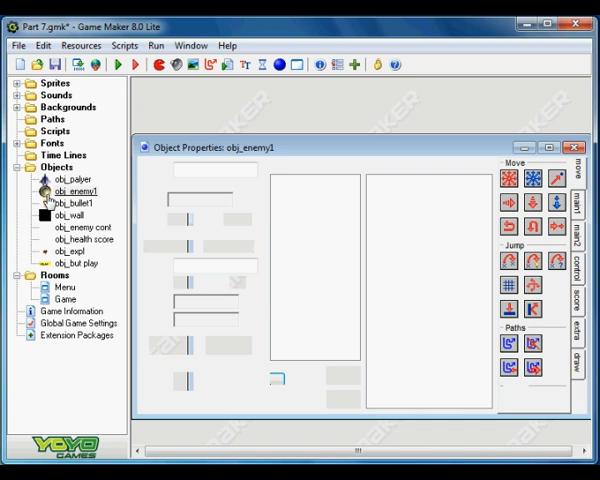 Part 7.gmk* - Game Maker 8.0 Lite
File Edit Resources Scripts Run Window Help
Sprites
Sounds
Backgrounds
Paths
Scripts
Fonts
Time Lines
Objects
obj_palyer
obj_enemy1
obj_bullet1
obj_wall
obj_enemy cont
obj_health score
obj_expl
obj_but play
Rooms
Menu
Game
Game Information
Global Game Settings
Extension Packages
YOYO
GAMES
Object Properties: obj_enemy1
Move
Jump
Paths
move
main1
main2
control
score
extra
draw